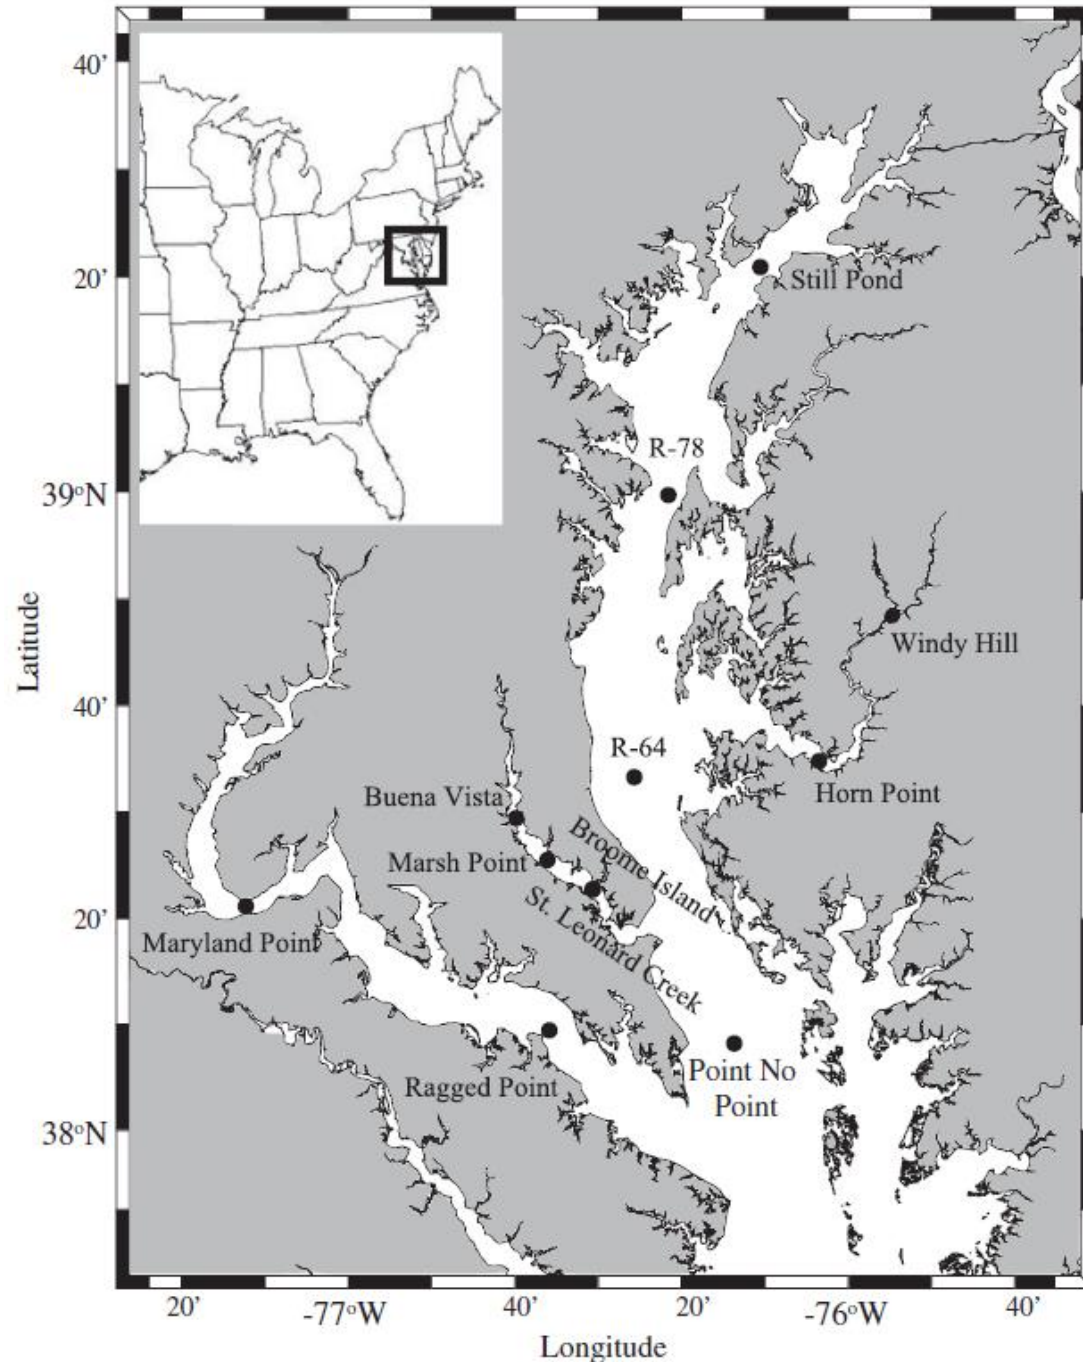 40'
20'
Still Pond
R-78
39°N
Windy Hill
Latitude
40'
R-64
Horn Point
Buena Vista
Broome Island
Marsh Point
St. Leonard Creek
20'
Maryland Point
Point No
Point
Ragged Point
38°N
20'
-77°W
40'
20'
-76°W
40'
Longitude